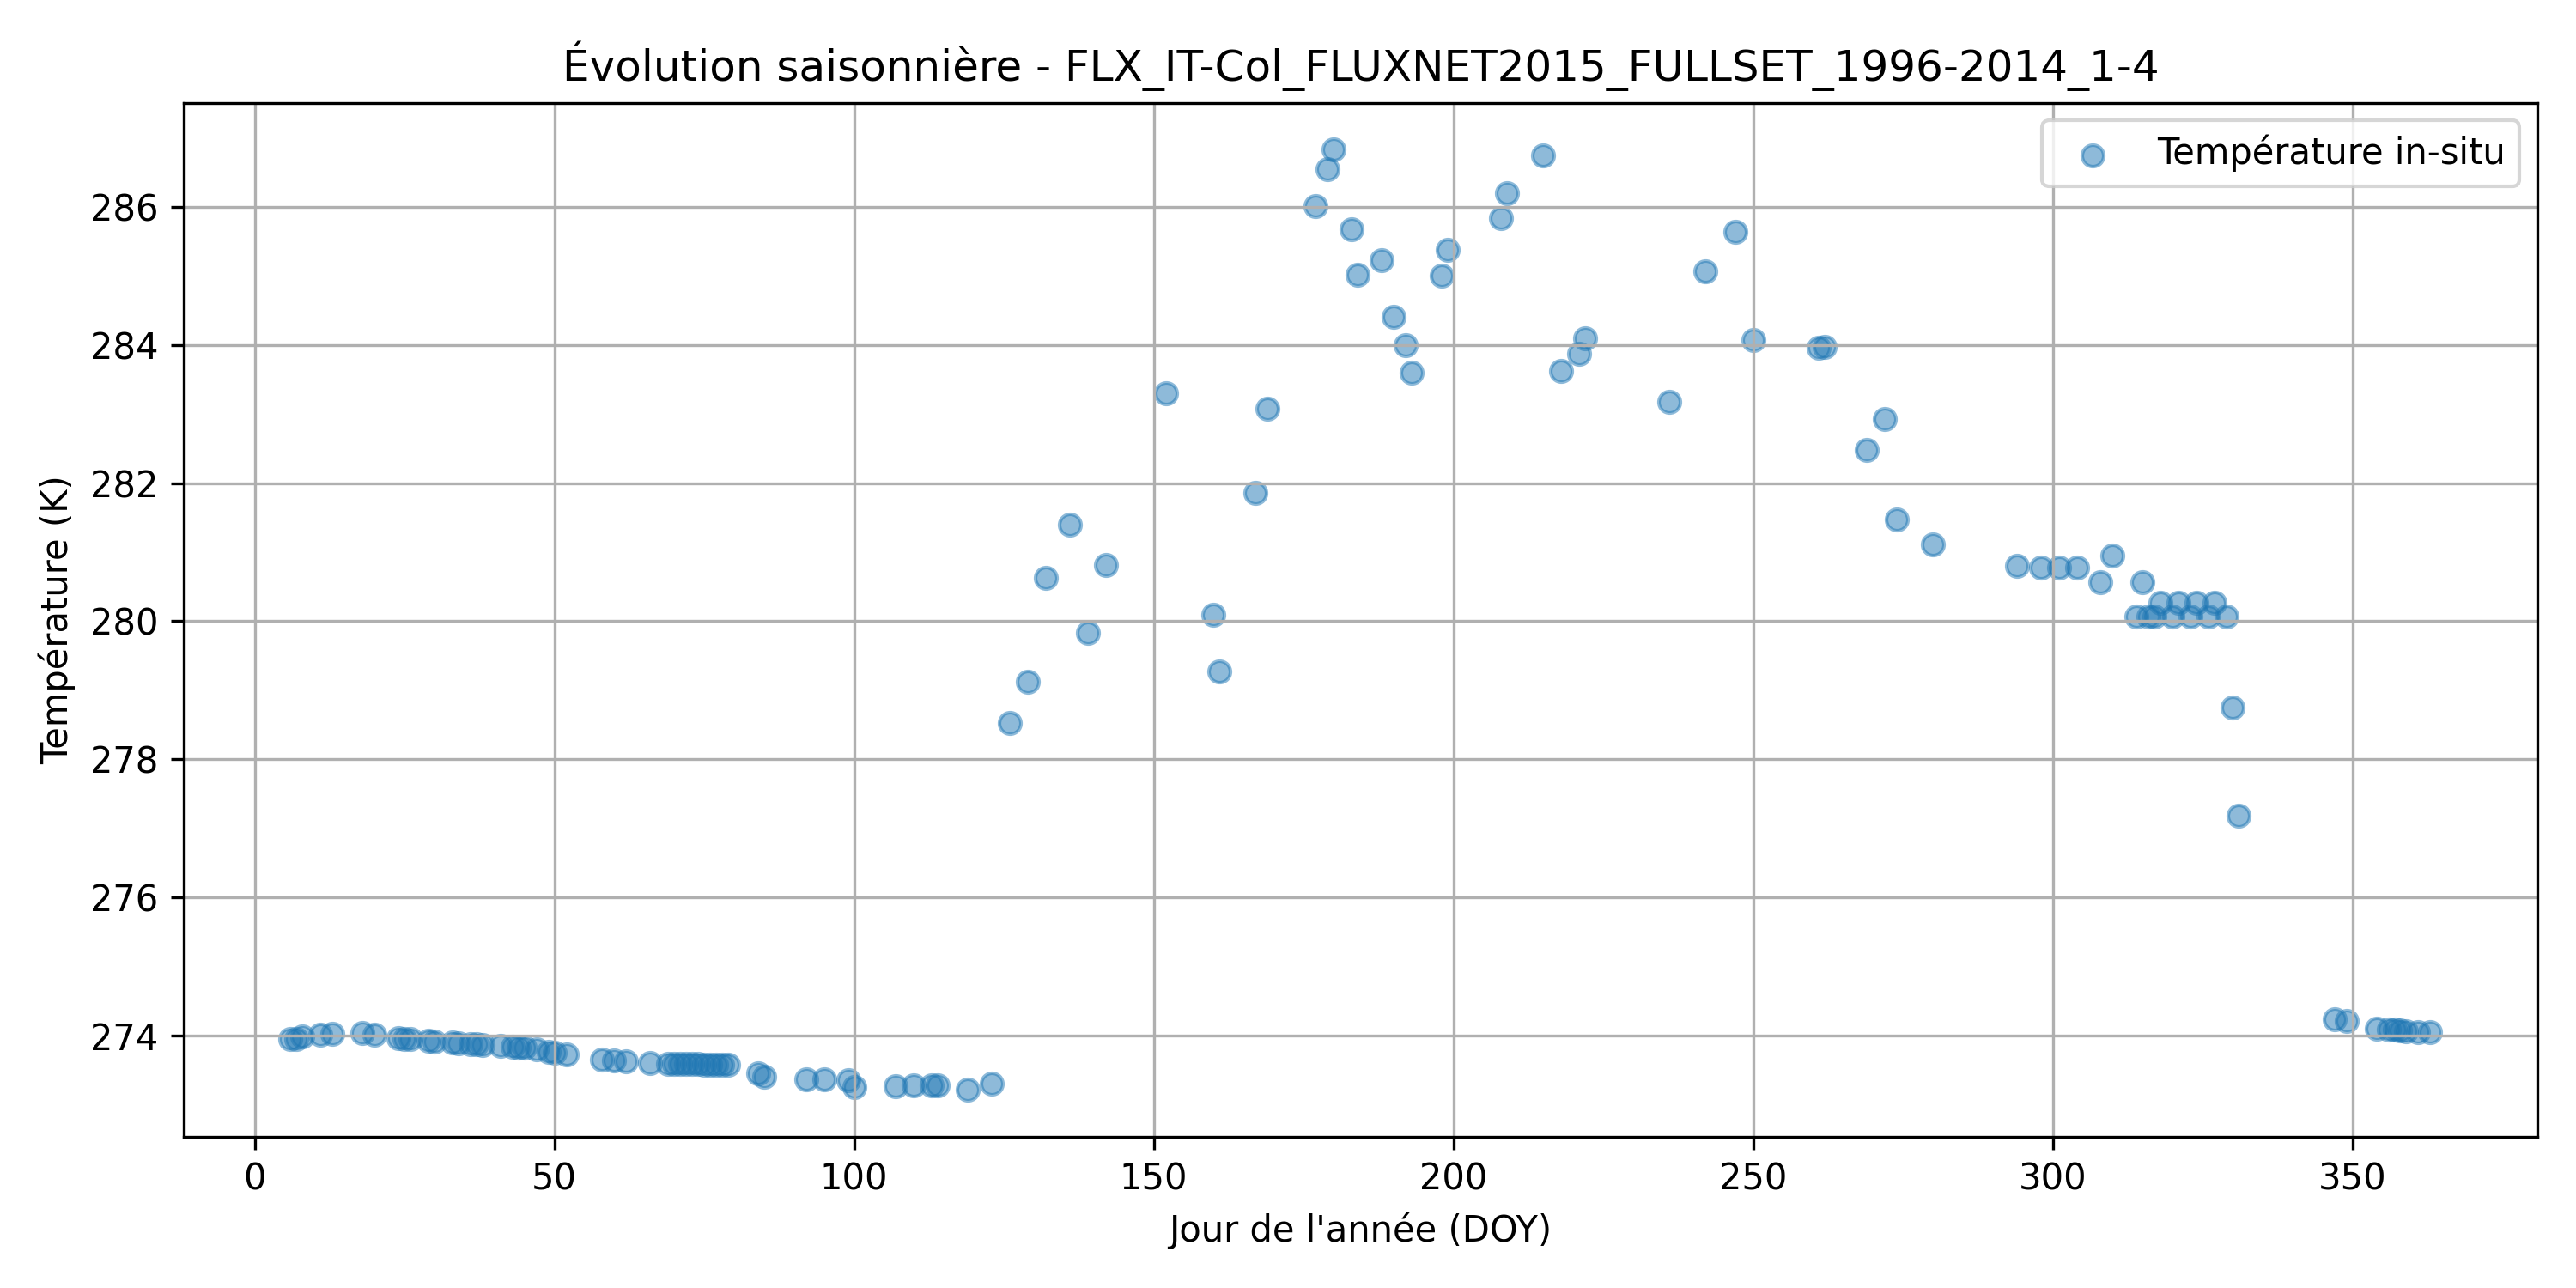 Évolution saisonnière - FLX_IT-Col_FLUXNET2015_FULLSET_1996-2014_1-4
Température in-situ
286
284
282
280
278
276
274
Température (K)
0 50 100 150 200 250 300 350
Jour de l'année (DOY)